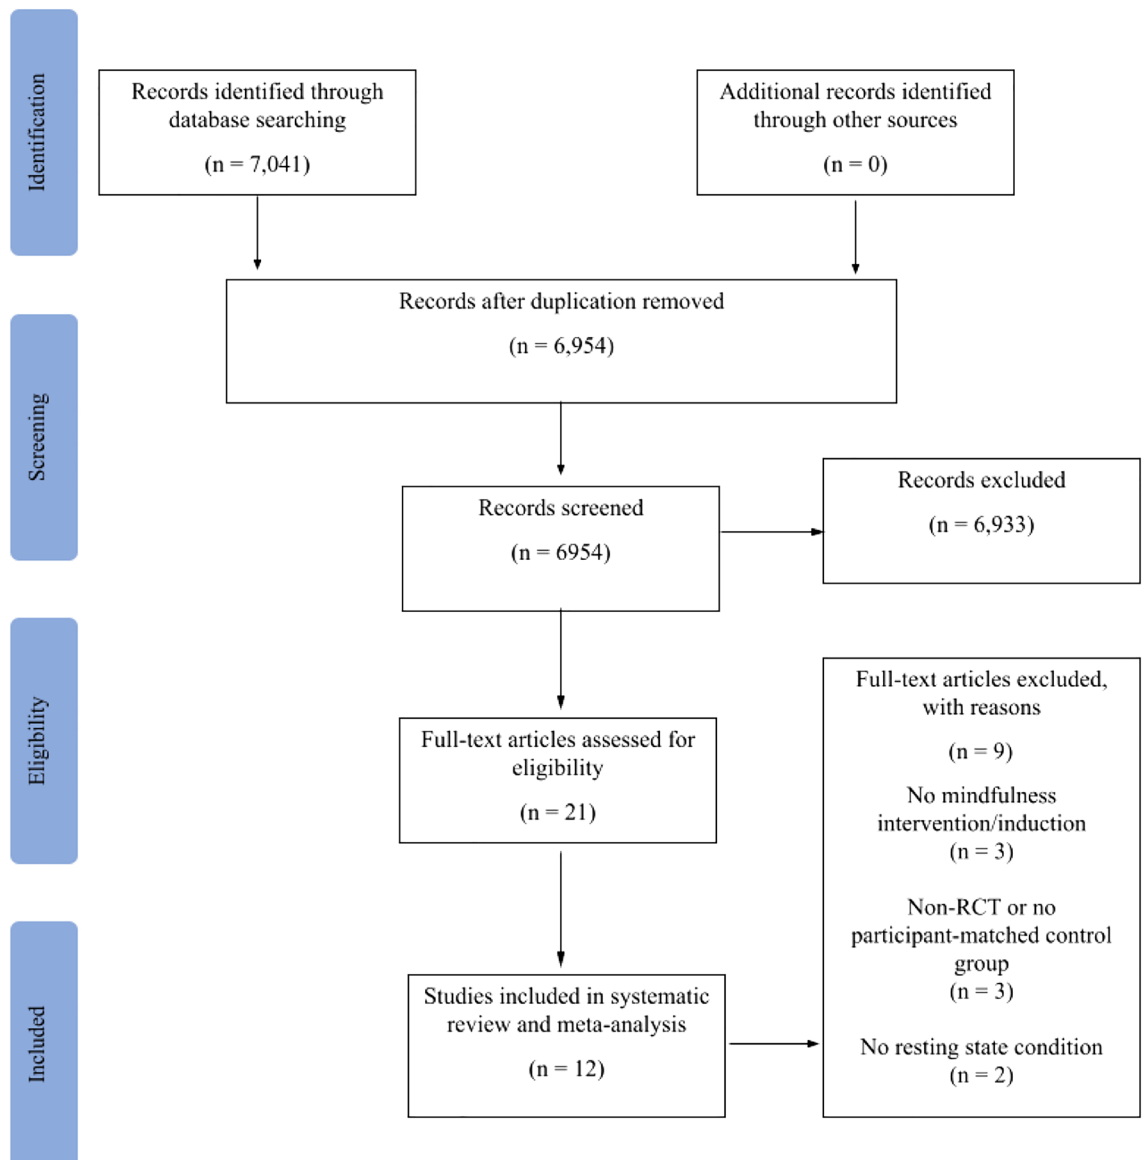 Identification
Records identified through
database searching
(n = 7,041)
Additional records identified
through other sources
(n = 0)
Records after duplication removed
(n = 6,954)
Screening
Records screened
(n = 6954)
Records excluded
(n = 6,933)
Eligibility
Full-text articles assessed for
eligibility
(n = 21)
Full-text articles excluded,
with reasons
(n = 9)
No mindfulness
intervention/induction
(n = 3)
Non-RCT or no
participant-matched control
group
(n = 3)
No resting state condition
(n = 2)
Included
Studies included in systematic
review and meta-analysis
(n = 12)